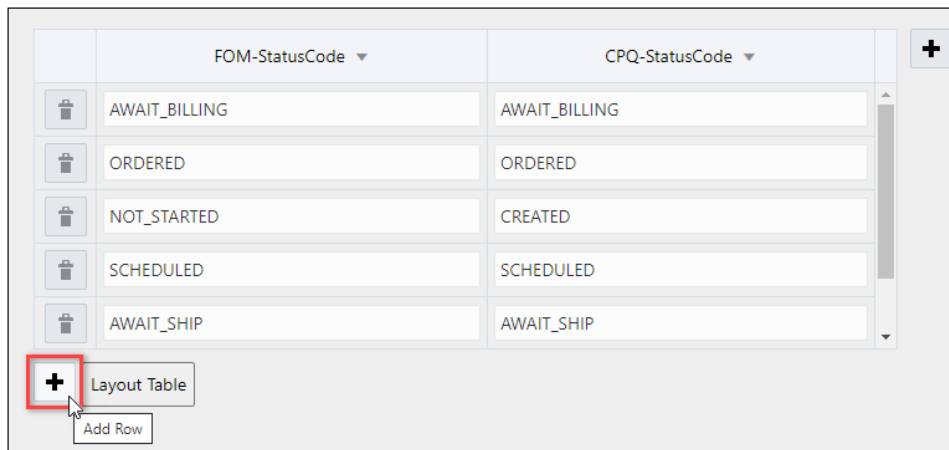 FOM-StatusCode CPQ-StatusCode
AWAIT_BILLING AWAIT_BILLING
ORDERED ORDERED
NOT_STARTED CREATED
SCHEDULED SCHEDULED
AWAIT_SHIP AWAIT_SHIP
Layout Table
Add Row